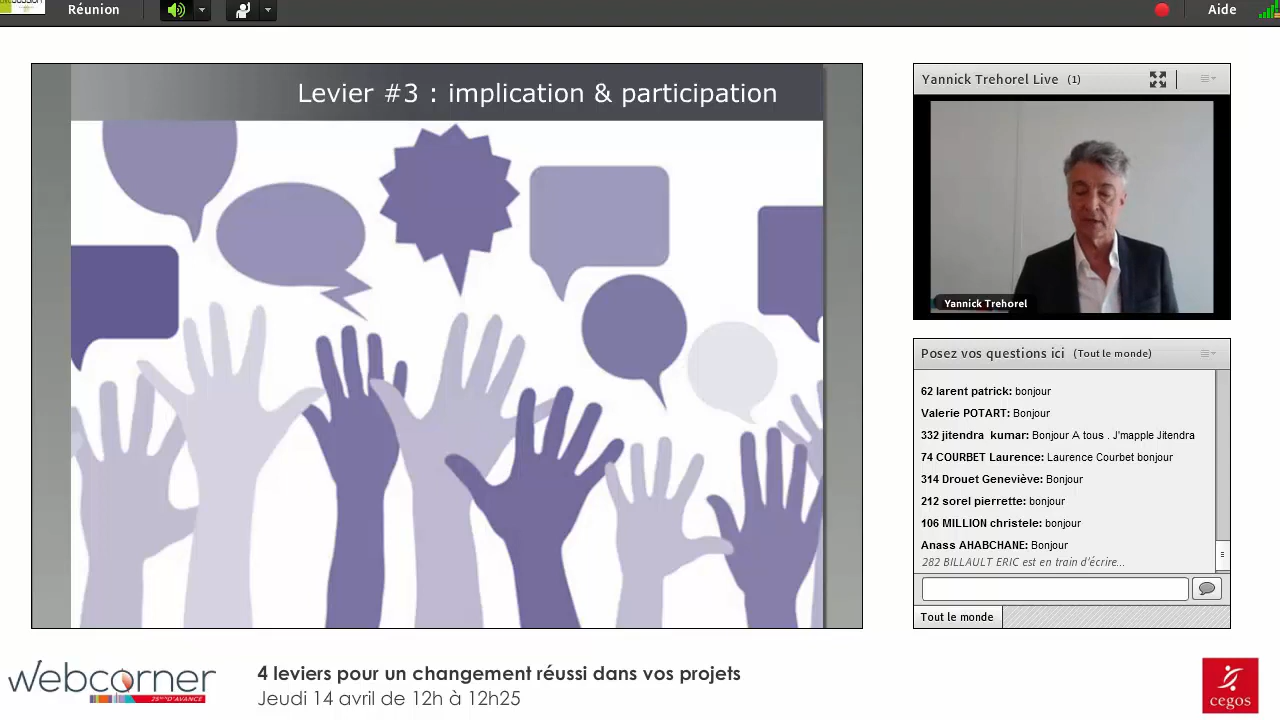 Réunion
Aide
Levier #3 : implication & participation
Yannick Trehorel Live (1)
Yannick Trehorel
Posez vos questions ici (Tout le monde)
62 larent patrick: bonjour
Valerie POTART: Bonjour
332 jitendra kumar: Bonjour A tous . J'mapple Jitendra
74 COURBET Laurence: Laurence Courbet bonjour
314 Drouet Geneviève: Bonjour
212 sorel pierrette: bonjour
106 MILLION christele: bonjour
Anass AHABCHANE: Bonjour
282 BILLAULT ERIC est en train d'écrire...
Tout le monde
webcorner
4 leviers pour un changement réussi dans vos projets
Jeudi 14 avril de 12h à 12h25
cegos